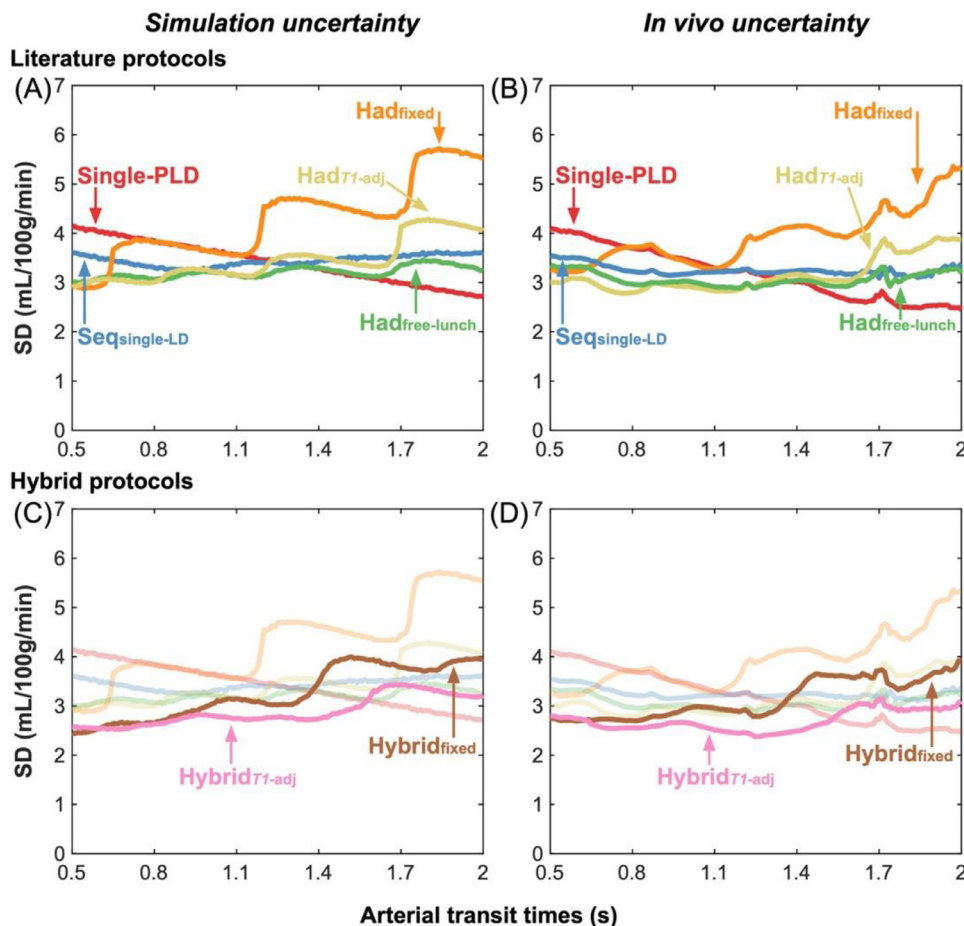 Simulation uncertainty
In vivo uncertainty
Literature protocols
(A)
7
6
5
4
3
2
1
0
SD (mL/100g/min)
Hadfixed
Single-PLD
HadT1-adj
Seqsingle-LD
Hadfree-lunch
0.5 0.8 1.1 1.4 1.7 2
(B)
7
6
5
4
3
2
1
0
Hadfixed
Single-PLD
HadT1-adj
Seqsingle-LD
Hadfree-lunch
0.5 0.8 1.1 1.4 1.7 2
Hybrid protocols
(C)
7
6
5
4
3
2
1
0
SD (mL/100g/min)
Hybridfixed
HybridT1-adj
0.5 0.8 1.1 1.4 1.7 2
(D)
7
6
5
4
3
2
1
0
Hybridfixed
HybridT1-adj
0.5 0.8 1.1 1.4 1.7 2
Arterial transit times (s)